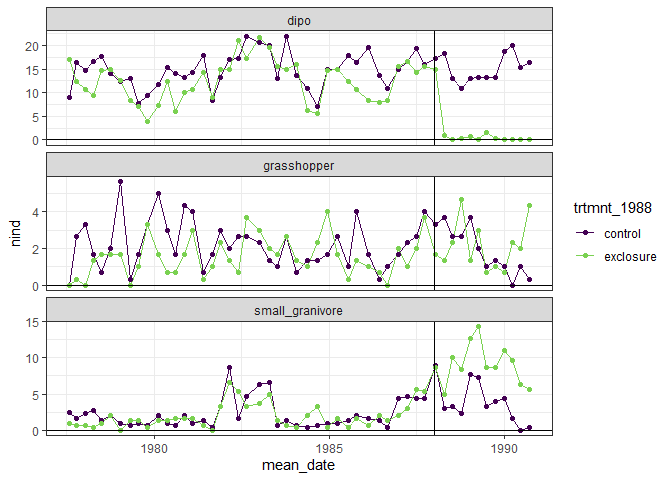 dipo
20
15
10
5
0
grasshopper
4
2
0
small_granivore
15
10
5
0
nind
1980
1985
1990
mean_date
trtmnt_1988
control
exclosure